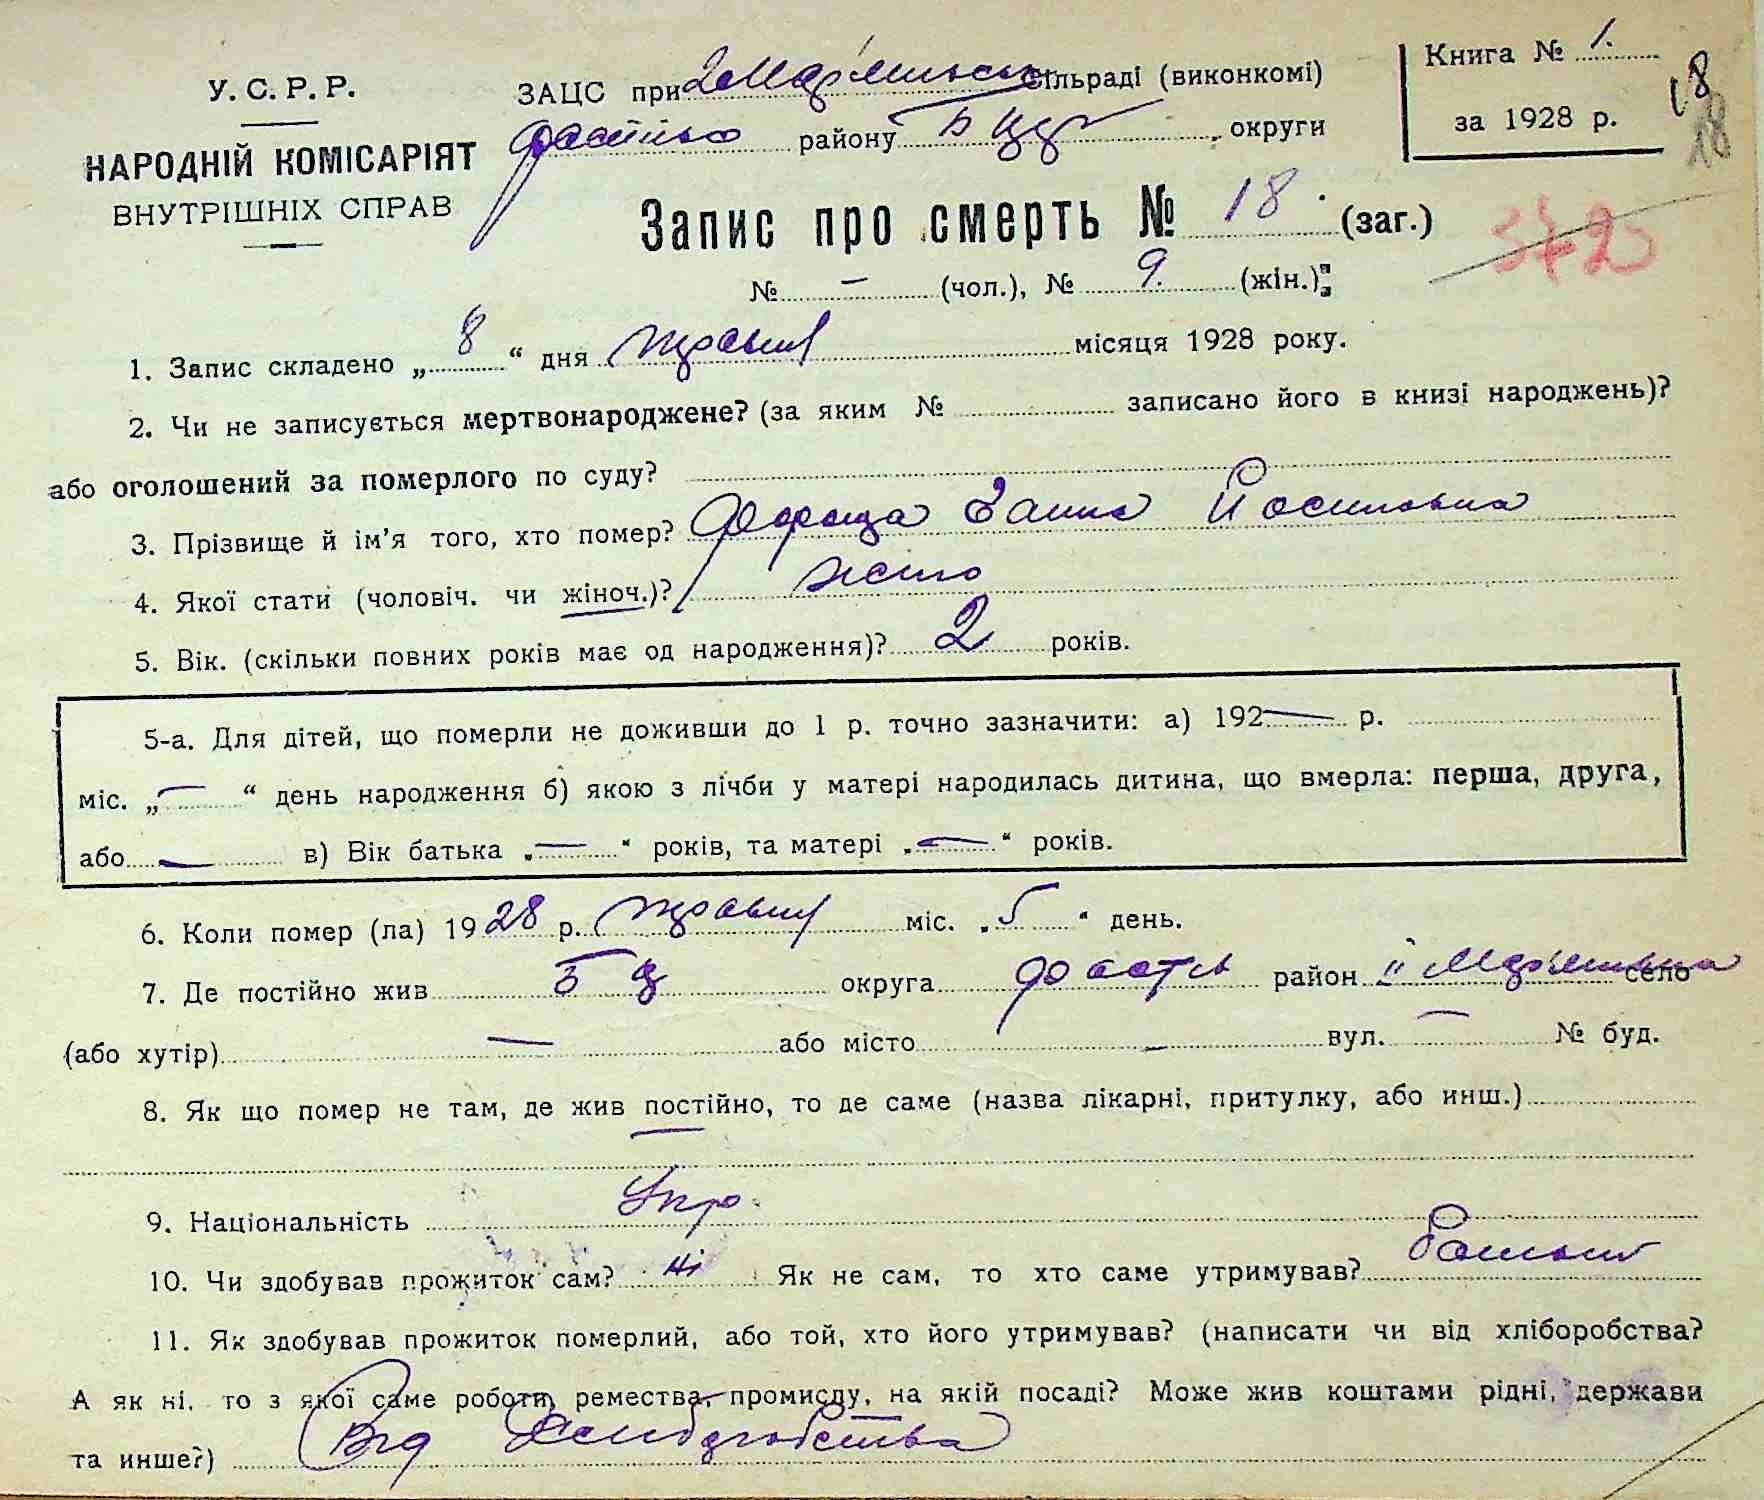 У.С.Р.Р.
НАРОДНІЙ КОМІСАРІЯТ
ВНУТРІШНІХ СПРАВ
ЗАЦС при сільраді (виконкомі)
району Б Цер округи
Книга № 1.
за 1928 р.
18
18
Запис про смерть № 18. (заг.)
3723
№ – (чол.), № 9. (жін.):
1. Запис складено „ 8 “ дня травня місяця 1928 року.
2. Чи не записується мертвонароджене? (за яким № записано його в книзі народжень)?
або оголошений за померлого по суду?
3. Прізвище й ім'я того, хто помер? Ганна Йосиповна
4. Якої стати (чоловіч. чи жіноч.)? жіно
5. Вік. (скільки повних років має од народження)? 2 років.
5-а. Для дітей, що померли не доживши до 1 р. точно зазначити: а) 192 — р.
міс. „ — “ день народження б) якою з лічби у матері народилась дитина, що вмерла: перша, друга,
або — в) Вік батька „ — “ років, та матері „ — “ років.
6. Коли помер (ла) 1928 р. травня міс. „ 5 “ день.
7. Де постійно жив Б Ц округа Фастів район село
(або хутір) — або місто – вул. — № буд.
8. Як що помер не там, де жив постійно, то де саме (назва лікарні, притулку, або инш.)
—
9. Національність Укр.
10. Чи здобував прожиток сам? ні Як не сам, то хто саме утримував? Батьки
11. Як здобував прожиток померлий, або той, хто його утримував? (написати чи від хліборобства?
А як ні, то з якої саме роботи, ремества, промислу, на якій посаді? Може жив коштами рідні, держави
та инше?) Від хліборобства